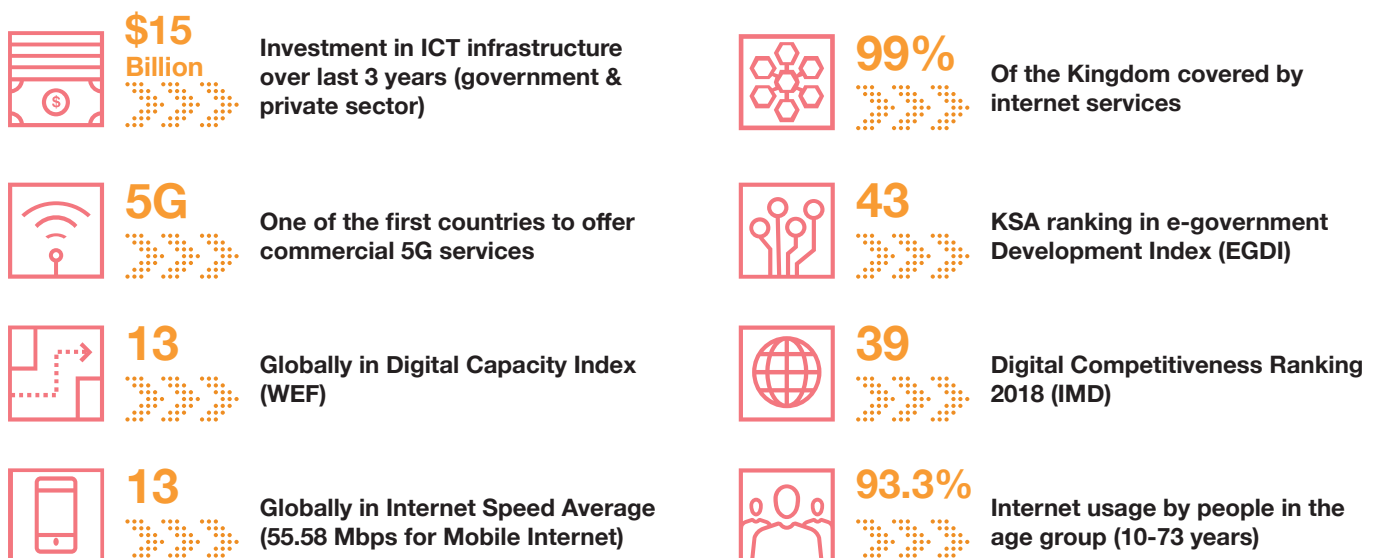 $15
Billion
Investment in ICT infrastructure
over last 3 years (government &
private sector)
99%
Of the Kingdom covered by
internet services
5G
One of the first countries to offer
commercial 5G services
43
KSA ranking in e-government
Development Index (EGDI)
13
Globally in Digital Capacity Index
(WEF)
39
Digital Competitiveness Ranking
2018 (IMD)
13
Globally in Internet Speed Average
(55.58 Mbps for Mobile Internet)
93.3%
Internet usage by people in the
age group (10-73 years)